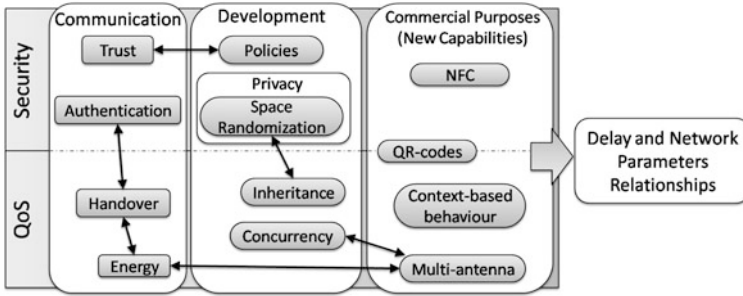 Communication
Development
Commercial Purposes
(New Capabilities)
Security
Trust
Policies
NFC
Privacy
Space
Randomization
Authentication
QR-codes
Delay and Network
Parameters
Relationships
QoS
Handover
Inheritance
Context-based
behaviour
Concurrency
Energy
Multi-antenna